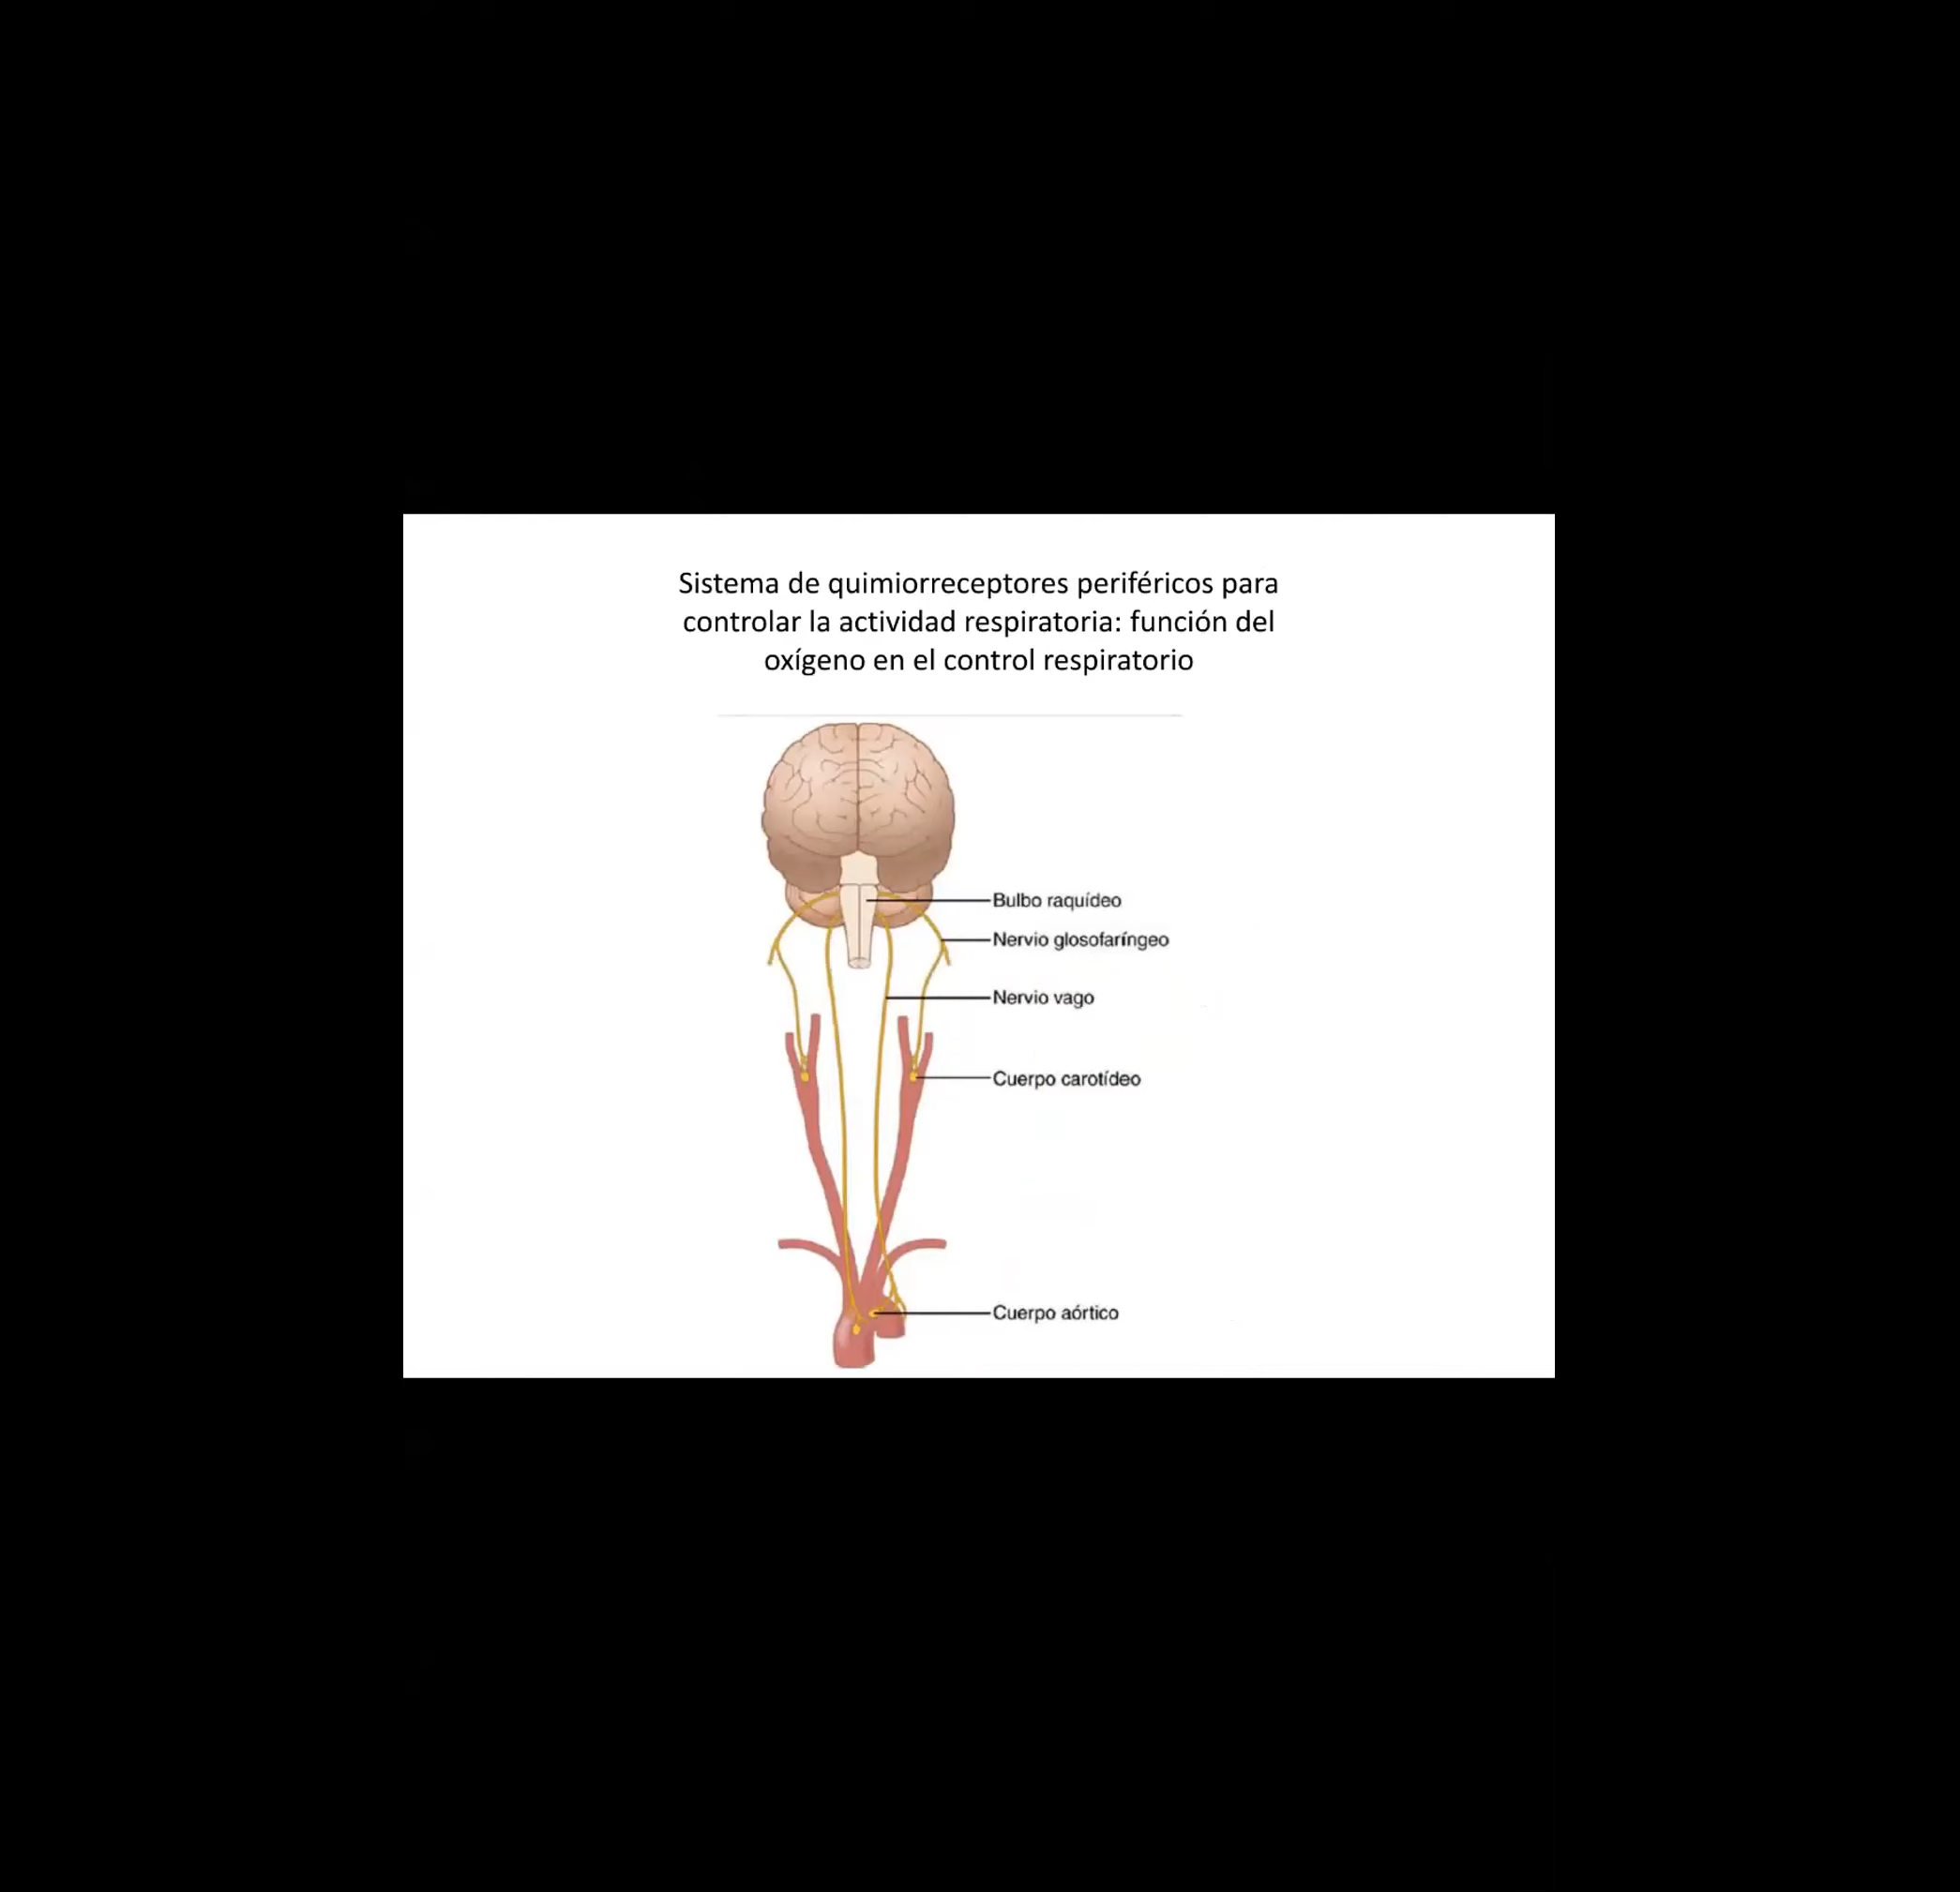 Sistema de quimiorreceptores periféricos para
controlar la actividad respiratoria: función del
oxígeno en el control respiratorio
Bulbo raquídeo
Nervio glosofaríngeo
Nervio vago
Cuerpo carotídeo
Cuerpo aórtico